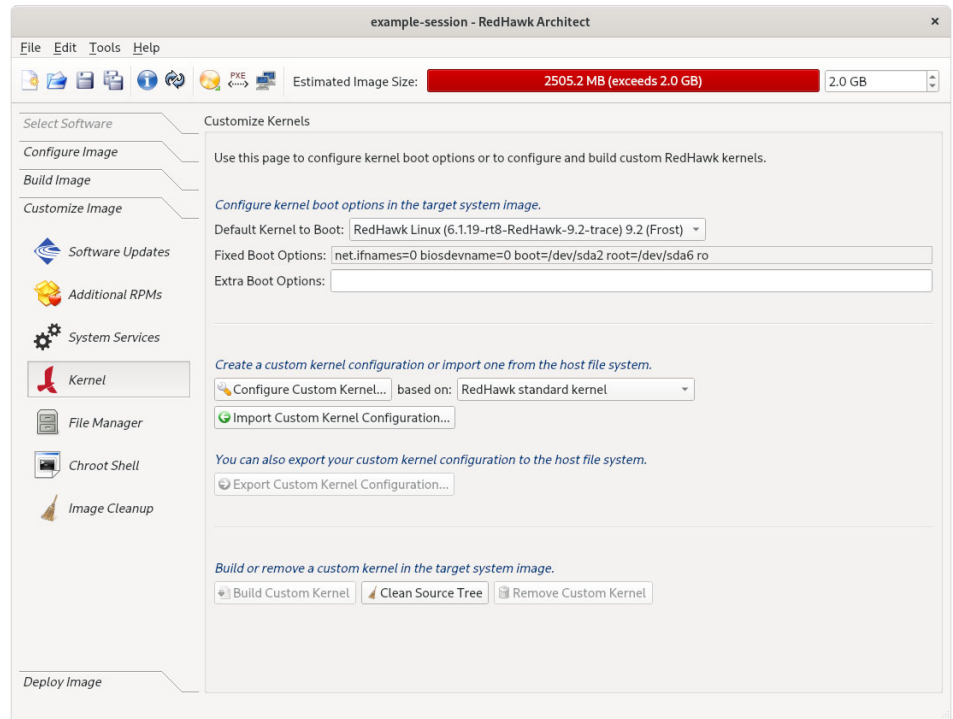 example-session - RedHawk Architect
File Edit Tools Help
PXE
Estimated Image Size: 2505.2 MB (exceeds 2.0 GB) 2.0 GB
Select Software
Configure Image
Build Image
Customize Image
Software Updates
Additional RPMs
System Services
Kernel
File Manager
Chroot Shell
Image Cleanup
Deploy Image
Customize Kernels
Use this page to configure kernel boot options or to configure and build custom RedHawk kernels.
Configure kernel boot options in the target system image.
Default Kernel to Boot: RedHawk Linux (6.1.19-rt8-RedHawk-9.2-trace) 9.2 (Frost)
Fixed Boot Options: net.ifnames=0 biosdevname=0 boot=/dev/sda2 root=/dev/sda6 ro
Extra Boot Options:
Create a custom kernel configuration or import one from the host file system.
Configure Custom Kernel... based on: RedHawk standard kernel
Import Custom Kernel Configuration...
You can also export your custom kernel configuration to the host file system.
Export Custom Kernel Configuration...
Build or remove a custom kernel in the target system image.
Build Custom Kernel Clean Source Tree Remove Custom Kernel